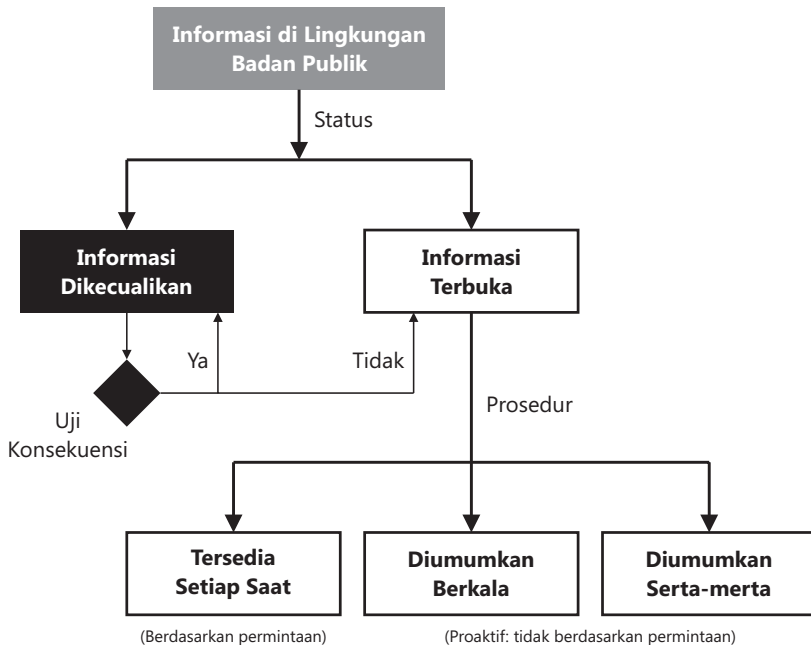 Informasi di Lingkungan
Badan Publik
Status
Informasi
Dikecualikan
Informasi
Terbuka
Ya
Tidak
Uji
Konsekuensi
Prosedur
Tersedia
Setiap Saat
Diumumkan
Berkala
Diumumkan
Serta-merta
(Berdasarkan permintaan)
(Proaktif: tidak berdasarkan permintaan)